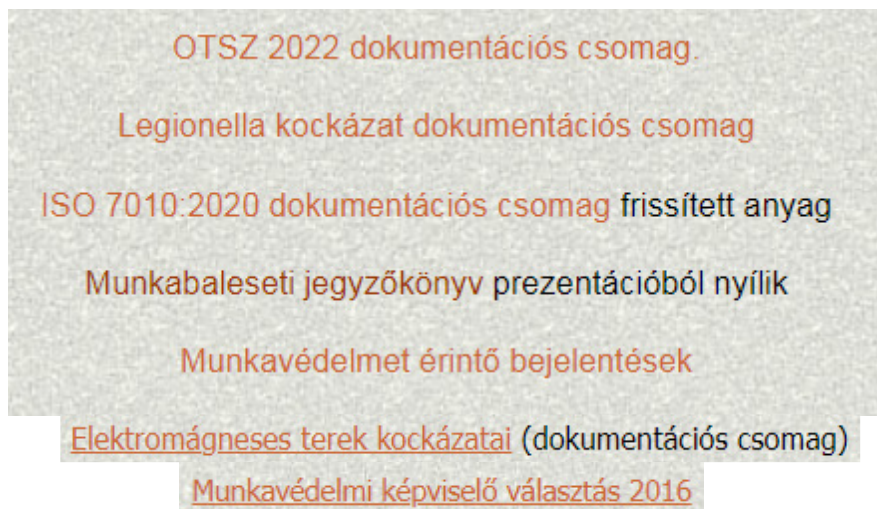 OTSZ 2022 dokumentációs csomag.
Legionella kockázat dokumentációs csomag
ISO 7010:2020 dokumentációs csomag frissített anyag
Munkabaleseti jegyzőkönyv prezentációból nyílik
Munkavédelmet érintő bejelentések
Elektromágneses terek kockázatai (dokumentációs csomag)
Munkavédelmi képviselő választás 2016